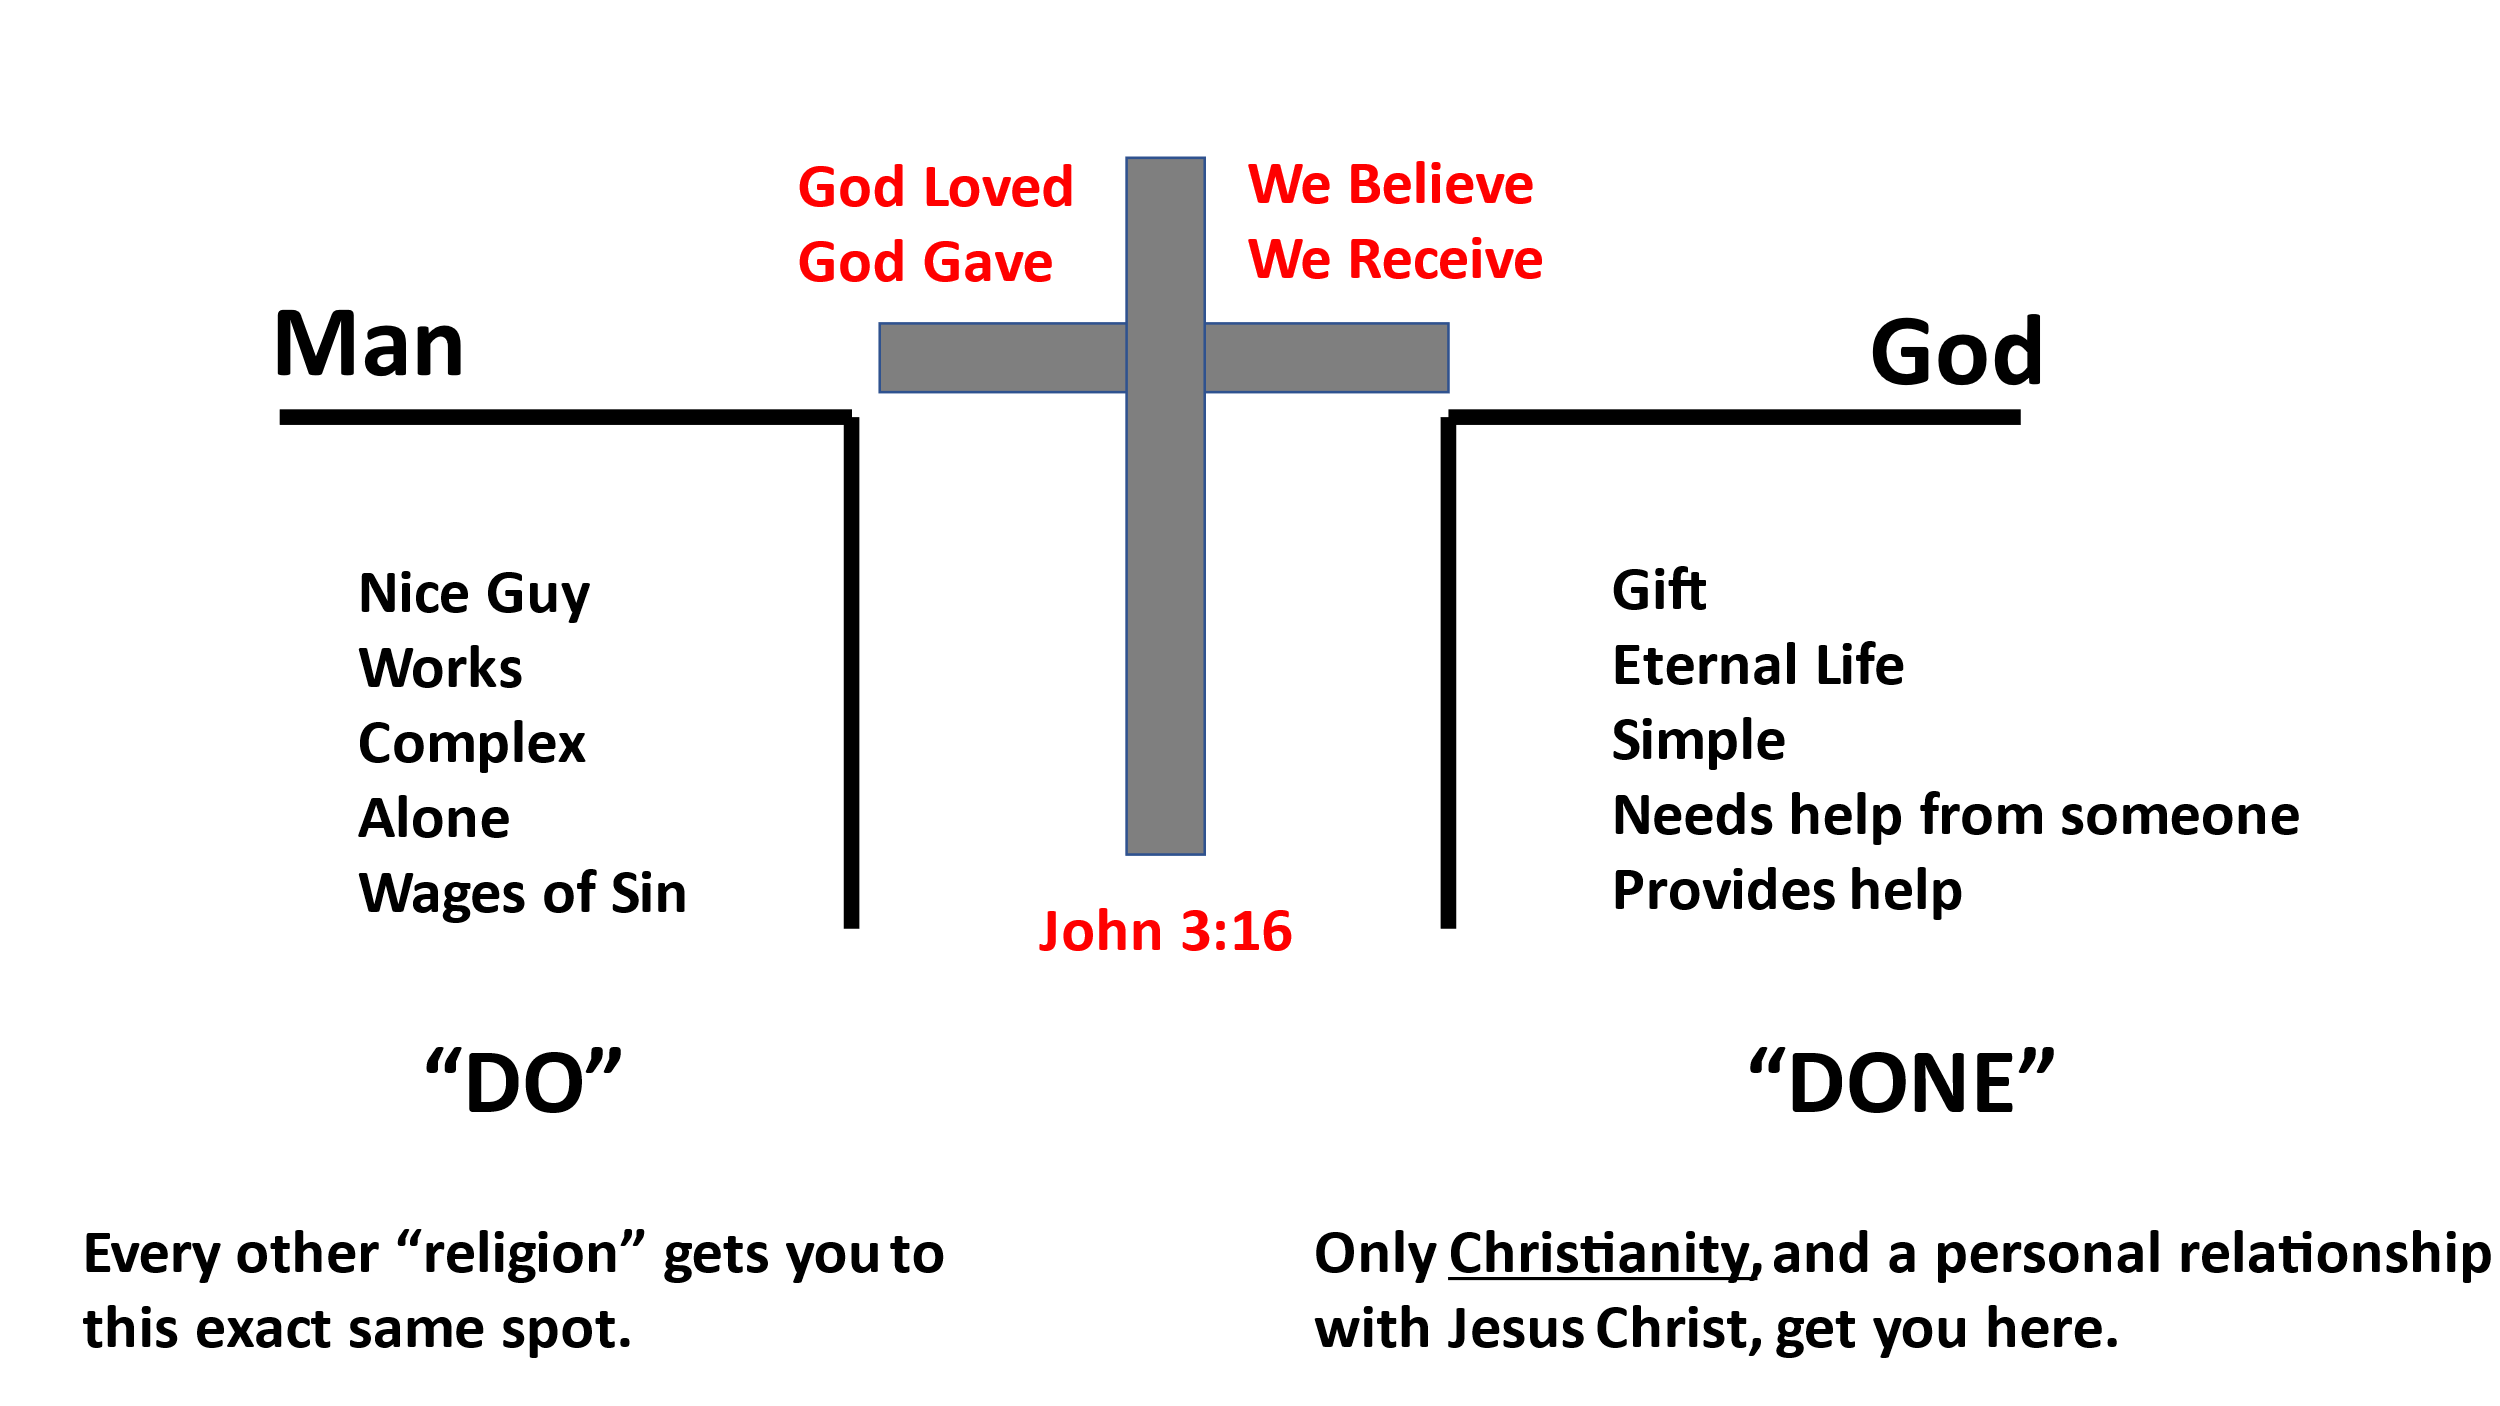 God Loved
God Gave
We Believe
We Receive
Man
God
Nice Guy
Works
Complex
Alone
Wages of Sin
Gift
Eternal Life
Simple
Needs help from someone
Provides help
John 3:16
“DO”
“DONE”
Every other “religion” gets you to
this exact same spot.
Only Christianity, and a personal relationship
with Jesus Christ, get you here.